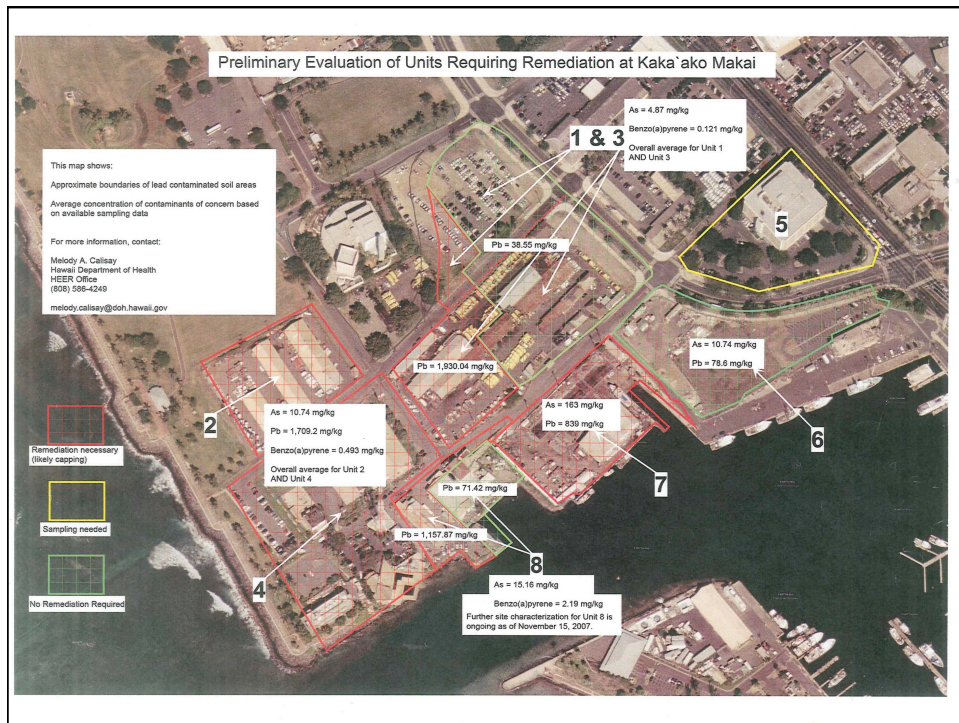 Preliminary Evaluation of Units Requiring Remediation at Kaka`ako Makai
This map shows:
Approximate boundaries of lead contaminated soil areas
Average concentration of contaminants of concern based
on available sampling data
For more information, contact:
Melody A. Calisay
Hawaii Department of Health
HEER Office
(808) 586-4249
melody.calisay@doh.hawaii.gov
1 & 3
As = 4.87 mg/kg
Benzo(a)pyrene = 0.121 mg/kg
Overall average for Unit 1
AND Unit 3
5
Pb = 38.55 mg/kg
Pb = 1,930.04 mg/kg
As = 10.74 mg/kg
Pb = 78.6 mg/kg
6
2
As = 10.74 mg/kg
Pb = 1,709.2 mg/kg
Benzo(a)pyrene = 0.493 mg/kg
Overall average for Unit 2
AND Unit 4
4
As = 163 mg/kg
Pb = 839 mg/kg
7
Pb = 71.42 mg/kg
Pb = 1,157.87 mg/kg
8
As = 15.16 mg/kg
Benzo(a)pyrene = 2.19 mg/kg
Further site characterization for Unit 8 is
ongoing as of November 15, 2007.
Remediation necessary
(likely capping)
Sampling needed
No Remediation Required